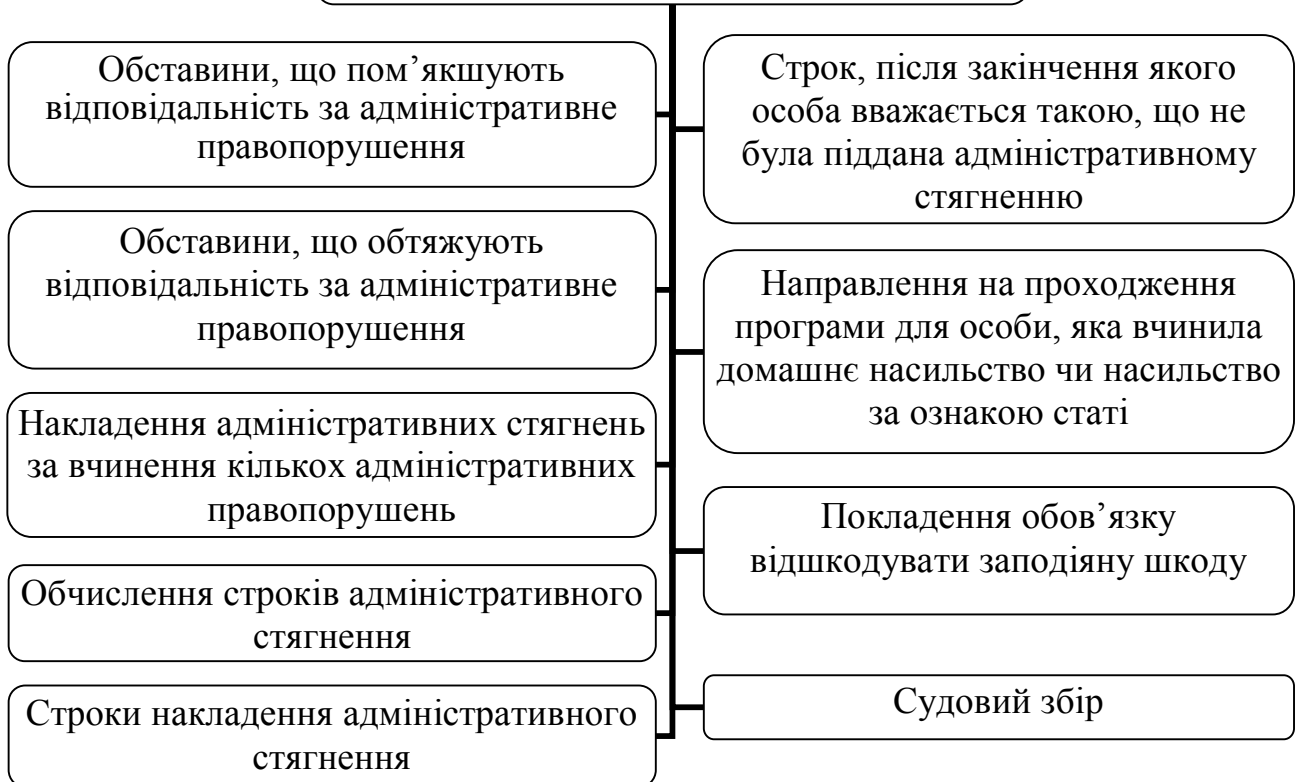 Обставини, що пом’якшують
відповідальність за адміністративне
правопорушення
Обставини, що обтяжують
відповідальність за адміністративне
правопорушення
Накладення адміністративних стягнень
за вчинення кількох адміністративних
правопорушень
Обчислення строків адміністративного
стягнення
Строки накладення адміністративного
стягнення
Строк, після закінчення якого
особа вважається такою, що не
була піддана адміністративному
стягненню
Направлення на проходження
програми для особи, яка вчинила
домашнє насильство чи насильство
за ознакою статі
Покладення обов’язку
відшкодувати заподіяну шкоду
Судовий збір